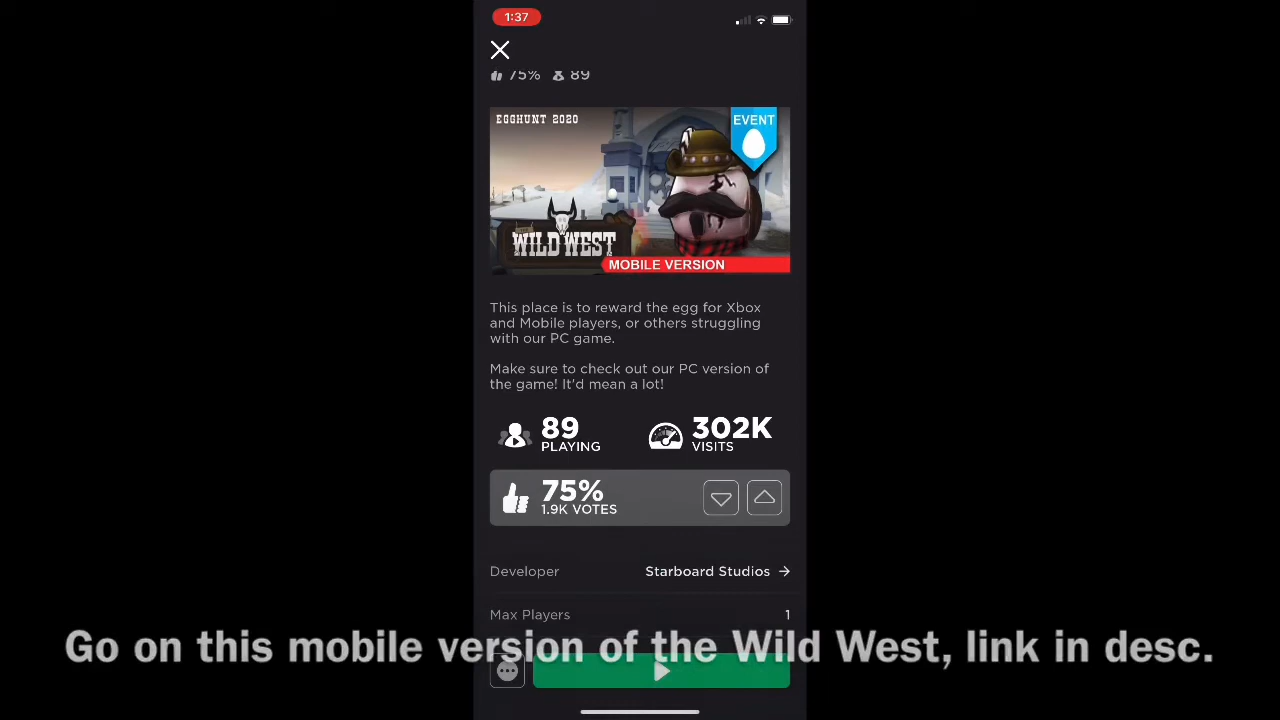 1:37
75% 89
EGGHUNT 2020
EVENT
WILD WEST
MOBILE VERSION
This place is to reward the egg for Xbox
and Mobile players, or others struggling
with our PC game.
Make sure to check out our PC version of
the game! It'd mean a lot!
89
PLAYING
302K
VISITS
75%
1.9K VOTES
Developer Starboard Studios
Max Players 1
Go on this mobile version of the Wild West, link in desc.